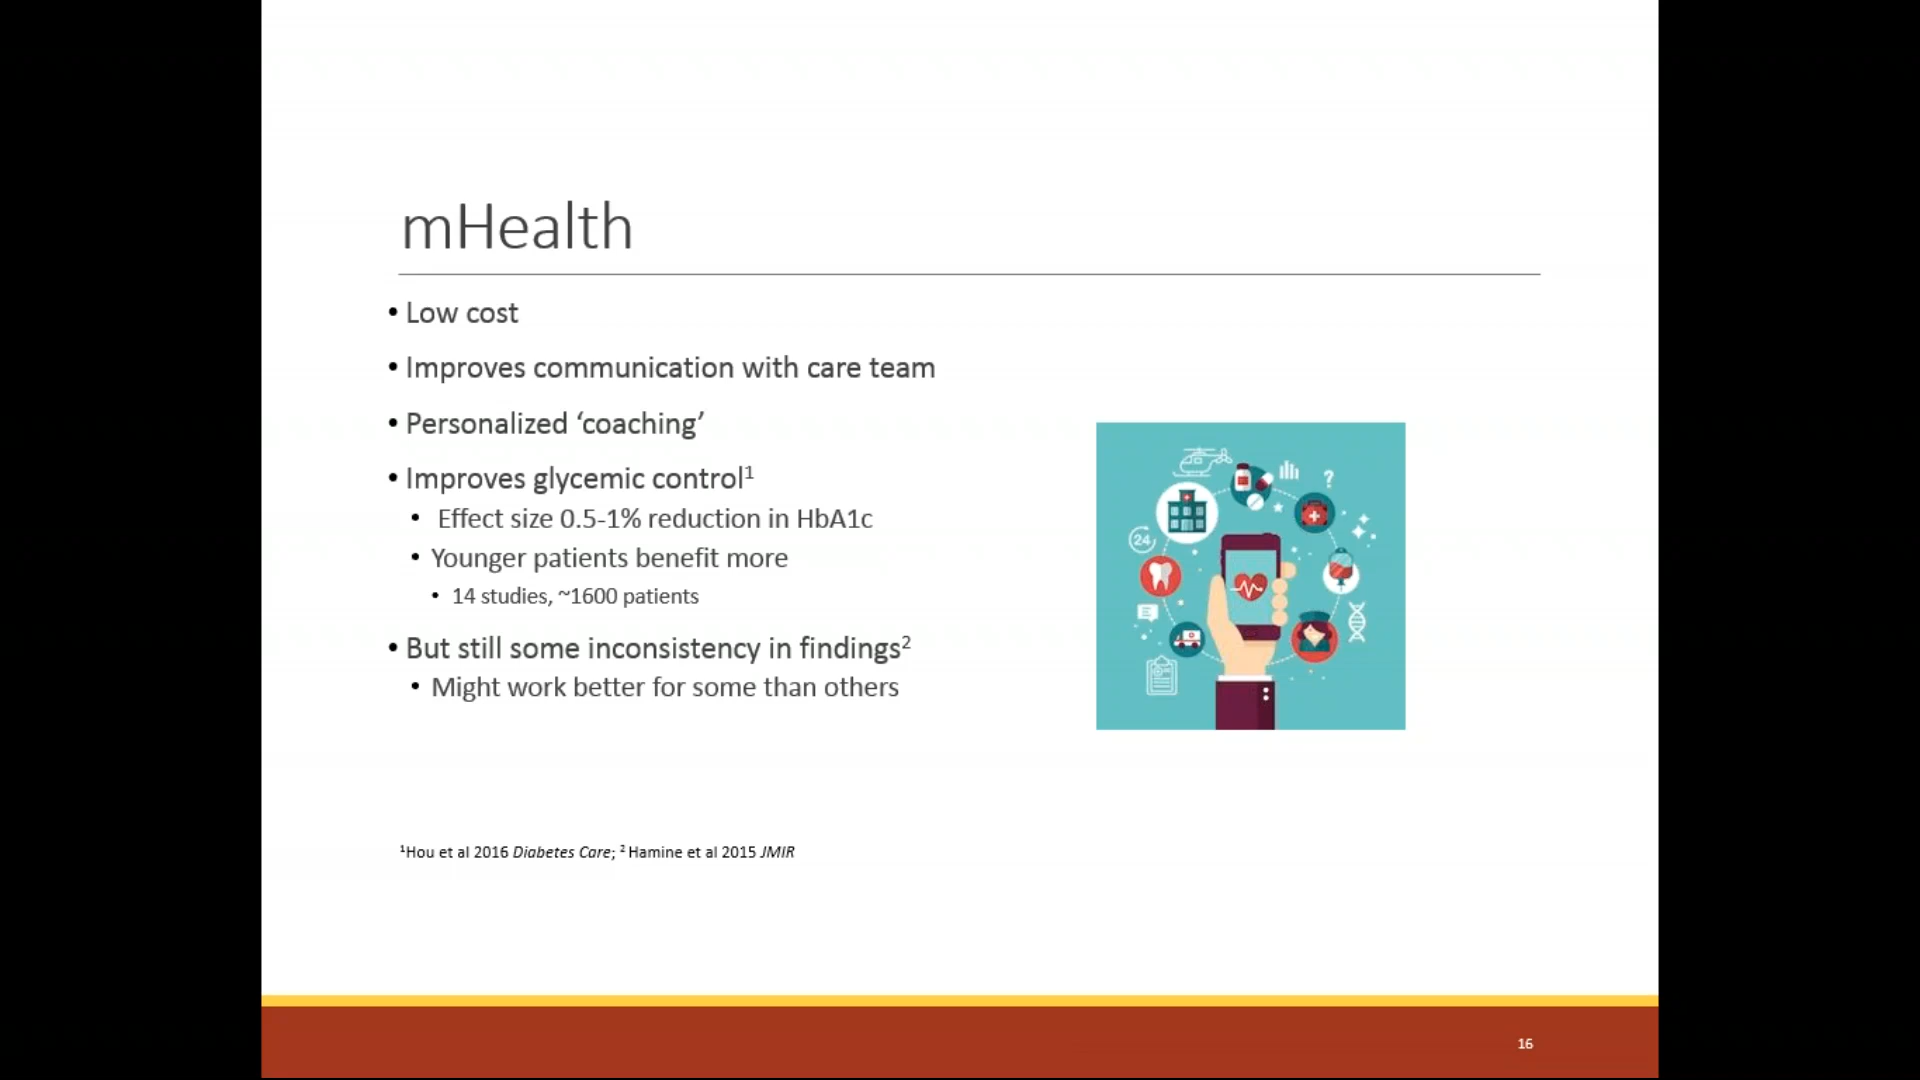 mHealth
• Low cost
• Improves communication with care team
• Personalized ‘coaching’
• Improves glycemic control¹
• Effect size 0.5-1% reduction in HbA1c
• Younger patients benefit more
• 14 studies, ~1600 patients
• But still some inconsistency in findings²
• Might work better for some than others
24
?
¹Hou et al 2016 Diabetes Care; ² Hamine et al 2015 JMIR
16